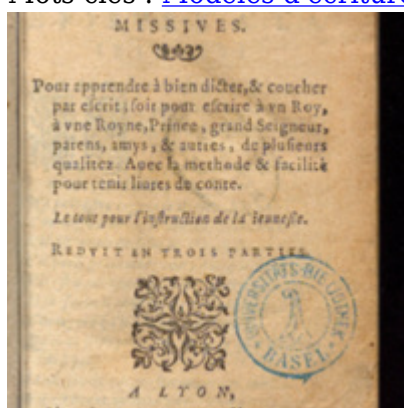 Mots-clés : Modèles d'écriture
MISSIVES.
Pour apprendre à bien dicter, & coucher
par escrit; soit pour escrire à vn Roy,
à vne Royne, Prince, grand Seigneur,
parens, amys, & autres, de plusieurs
qualitez. Auec la methode & facilité
pour tenir liures de conte.
Le tout pour l'instruction de la ieunesse.
REDVIT EN TROIS PARTIES
UNIVERSITÄTS-BIBLIOTHEK
BASEL
A LYON,